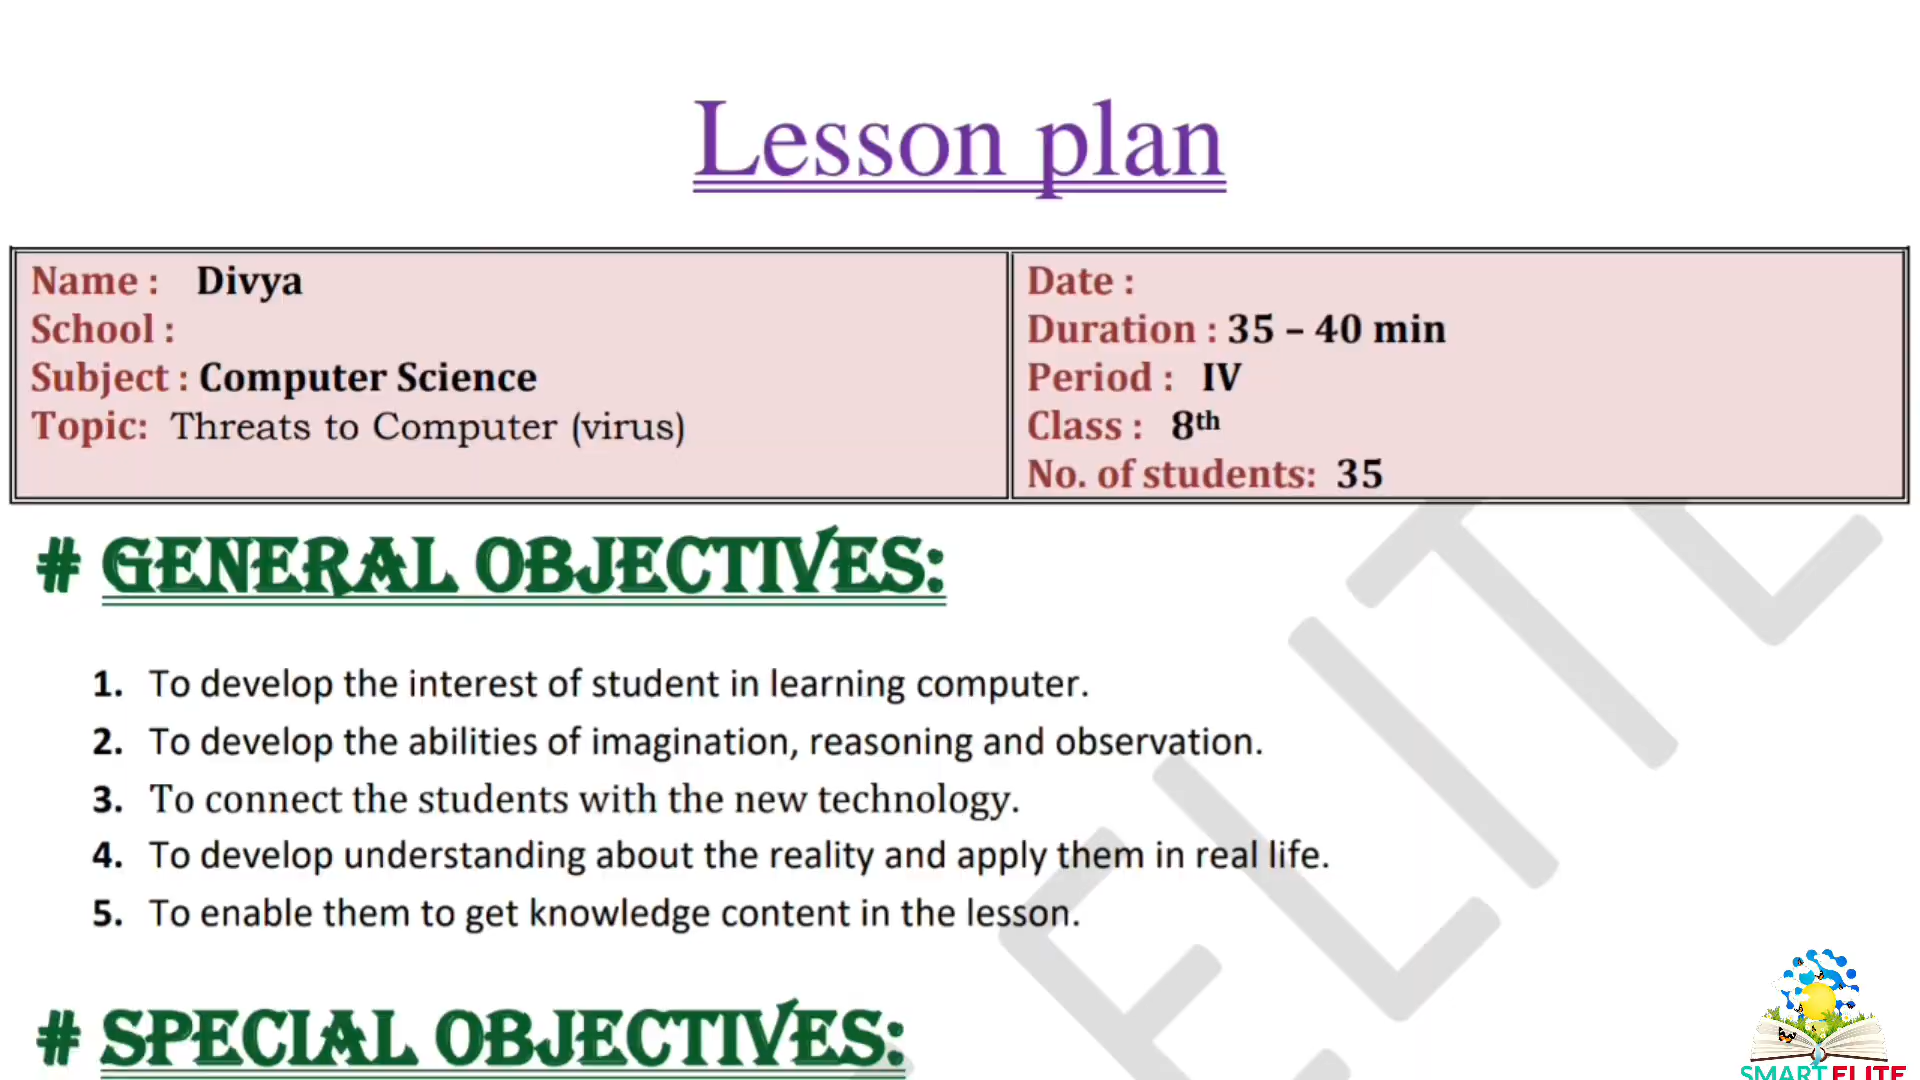 Lesson plan
Name : Divya
School :
Subject : Computer Science
Topic: Threats to Computer (virus)
Date :
Duration : 35 – 40 min
Period : IV
Class : 8th
No. of students: 35
# GENERAL OBJECTIVES:
1. To develop the interest of student in learning computer.
2. To develop the abilities of imagination, reasoning and observation.
3. To connect the students with the new technology.
4. To develop understanding about the reality and apply them in real life.
5. To enable them to get knowledge content in the lesson.
# SPECIAL OBJECTIVES:
ELITE
SMART ELITE